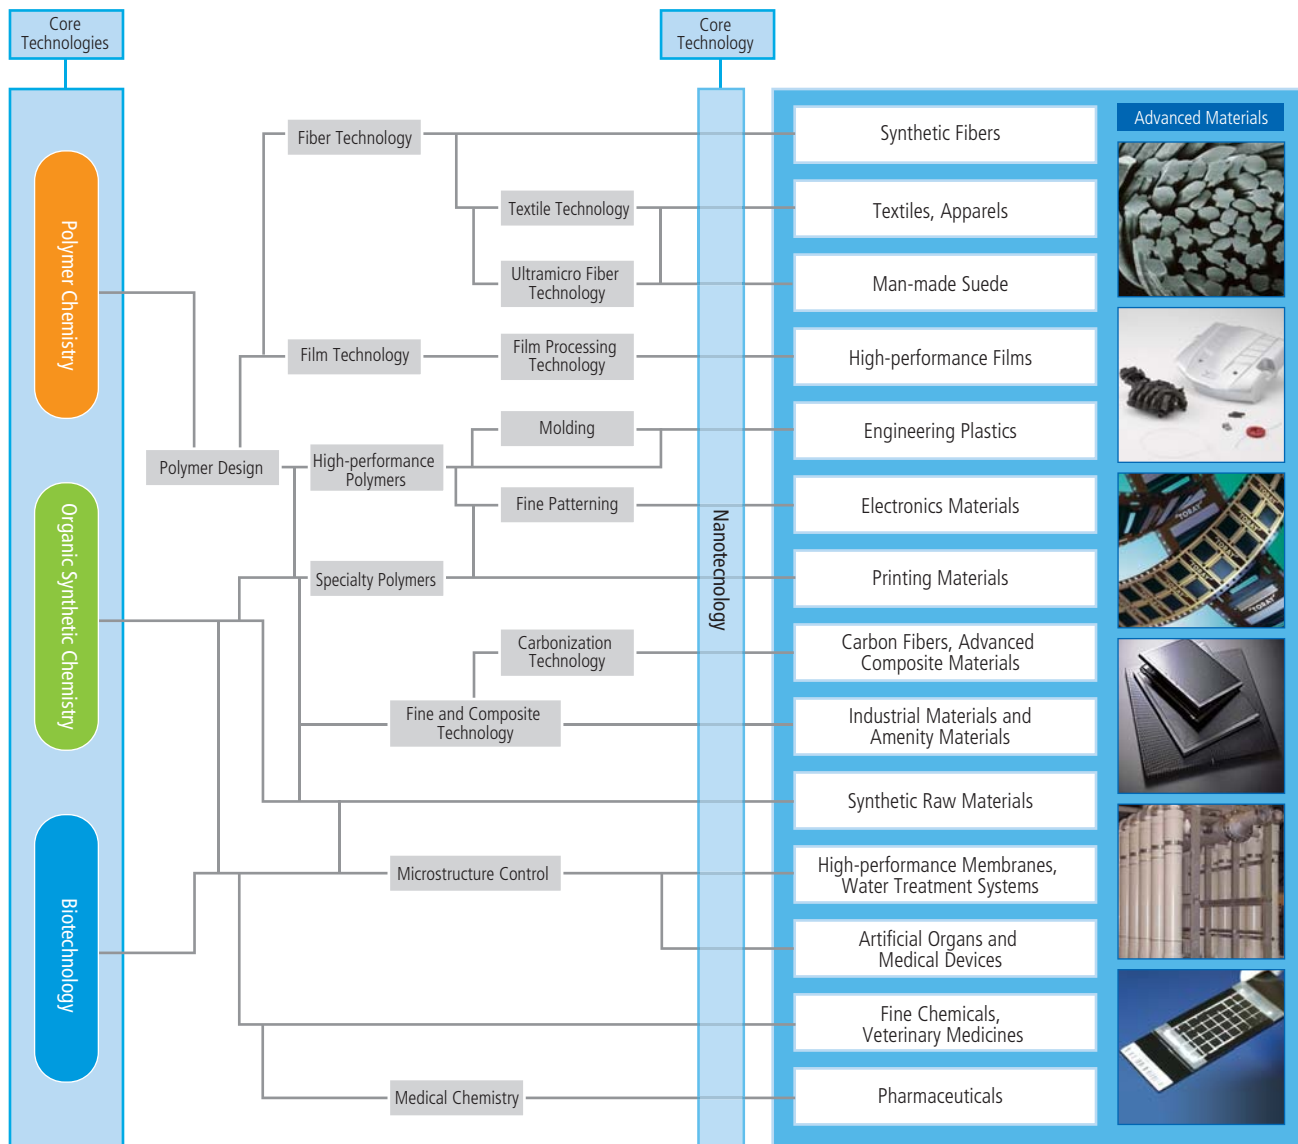 Core
Technologies
Core
Technology
Advanced Materials
Polymer Chemistry
Organic Synthetic Chemistry
Biotechnology
Fiber Technology
Textile Technology
Ultramicro Fiber
Technology
Film Technology
Film Processing
Technology
Polymer Design
High-performance
Polymers
Molding
Fine Patterning
Specialty Polymers
Carbonization
Technology
Fine and Composite
Technology
Microstructure Control
Medical Chemistry
Nanotecnology
Synthetic Fibers
Textiles, Apparels
Man-made Suede
High-performance Films
Engineering Plastics
Electronics Materials
Printing Materials
Carbon Fibers, Advanced
Composite Materials
Industrial Materials and
Amenity Materials
Synthetic Raw Materials
High-performance Membranes,
Water Treatment Systems
Artificial Organs and
Medical Devices
Fine Chemicals,
Veterinary Medicines
Pharmaceuticals
"TORAY"
"TORAY"
"TORAY"
"TORAY"